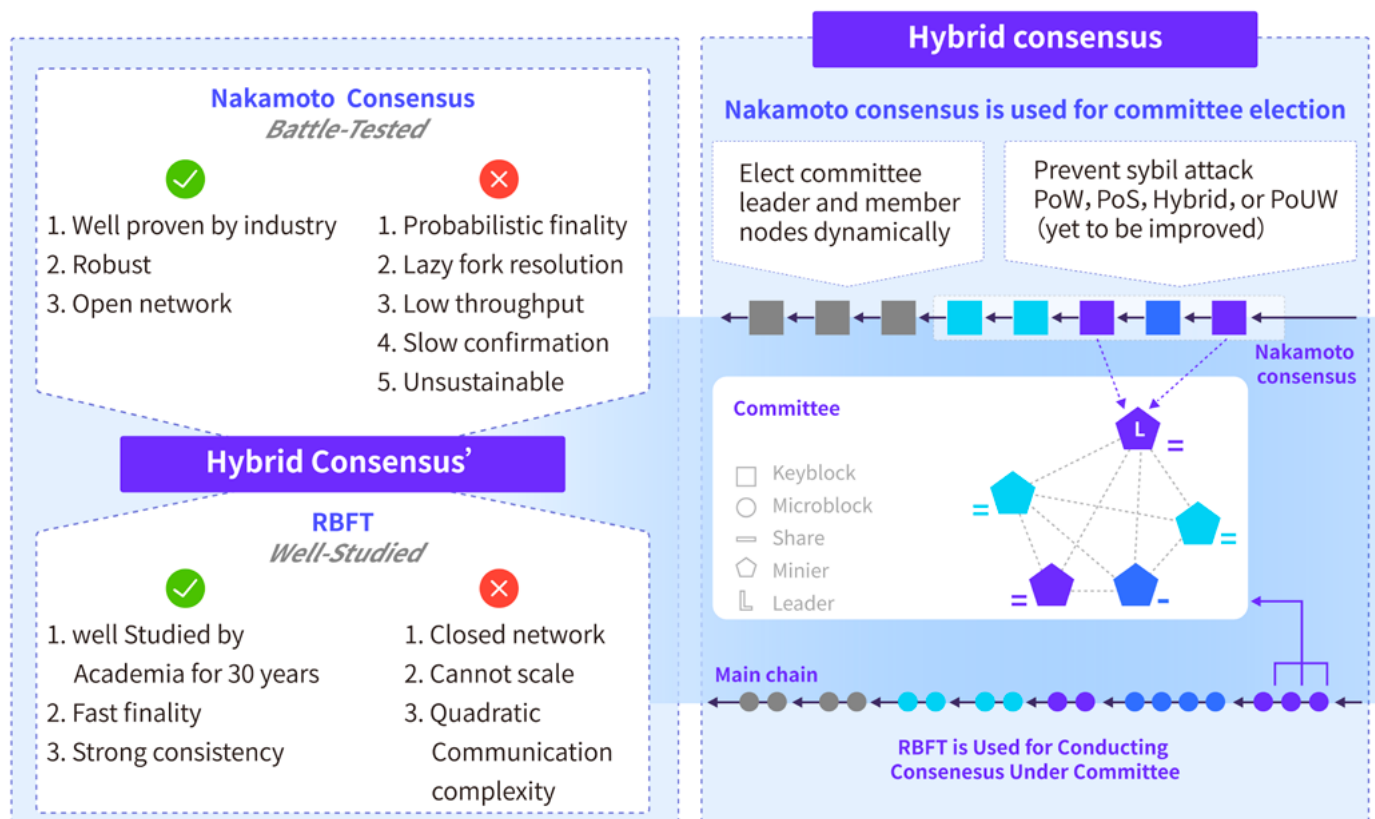 Nakamoto Consensus
Battle-Tested
1. Well proven by industry
2. Robust
3. Open network
1. Probabilistic finality
2. Lazy fork resolution
3. Low throughput
4. Slow confirmation
5. Unsustainable
Hybrid Consensus’
RBFT
Well-Studied
1. well Studied by
Academia for 30 years
2. Fast finality
3. Strong consistency
1. Closed network
2. Cannot scale
3. Quadratic
Communication
complexity
Hybrid consensus
Nakamoto consensus is used for committee election
Elect committee
leader and member
nodes dynamically
Prevent sybil attack
PoW, PoS, Hybrid, or PoUW
(yet to be improved)
Nakamoto
consensus
Committee
Keyblock
Microblock
Share
Minier
L Leader
L
Main chain
RBFT is Used for Conducting
Consenesus Under Committee